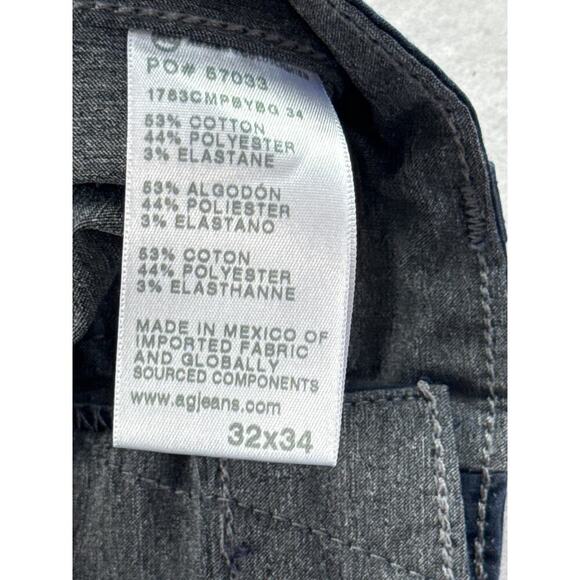 PO# 57033
1783CMPBYBG 34
53% COTTON
44% POLYESTER
3% ELASTANE
53% ALGODÓN
44% POLIESTER
3% ELASTANO
53% COTON
44% POLYESTER
3% ELASTHANNE
MADE IN MEXICO OF
IMPORTED FABRIC
AND GLOBALLY
SOURCED COMPONENTS
www.agjeans.com
32x34